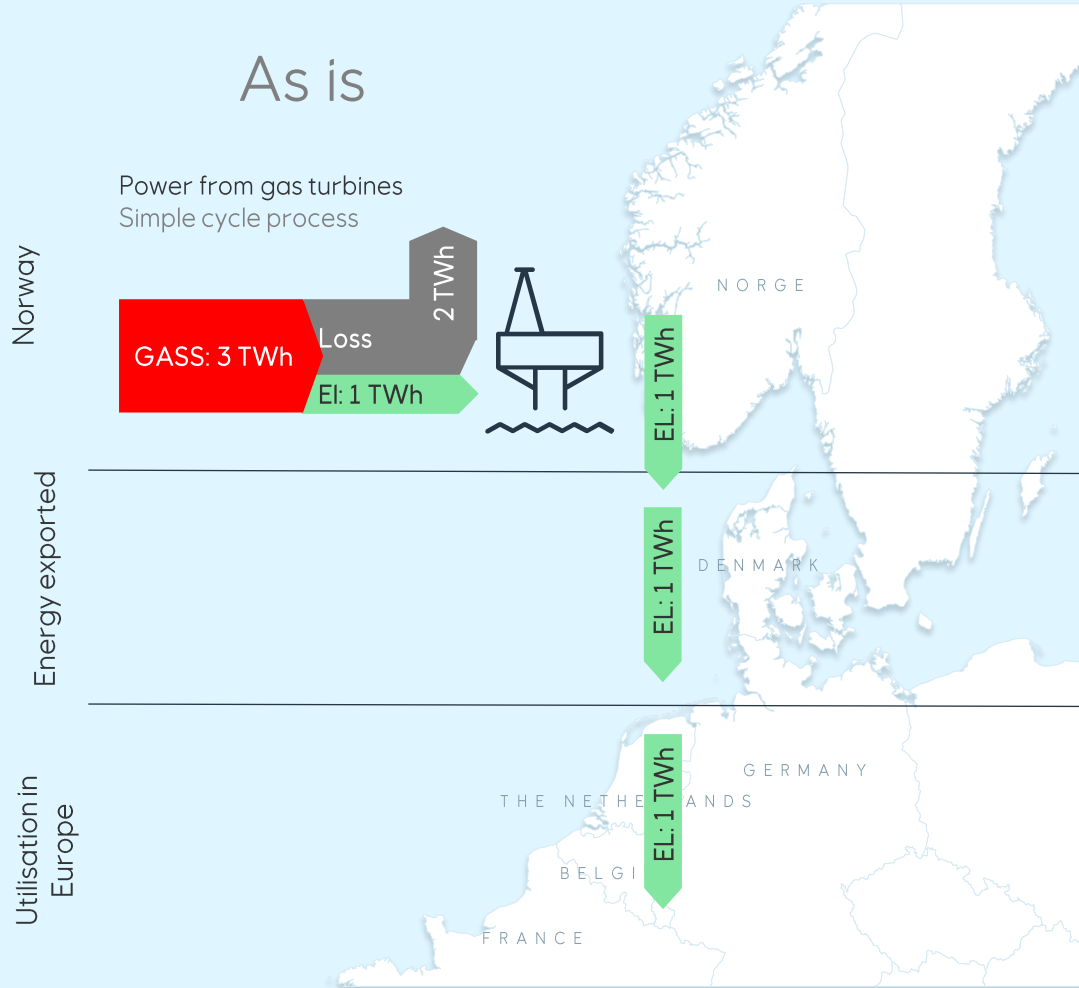 As is
Power from gas turbines
Simple cycle process
Norway
GASS: 3 TWh
Loss
2 TWh
El: 1 TWh
NORGE
EL: 1 TWh
Energy exported
EL: 1 TWh
DENMARK
Utilisation in
Europe
EL: 1 TWh
GERMANY
THE NETHE ANDS
BELGI
FRANCE